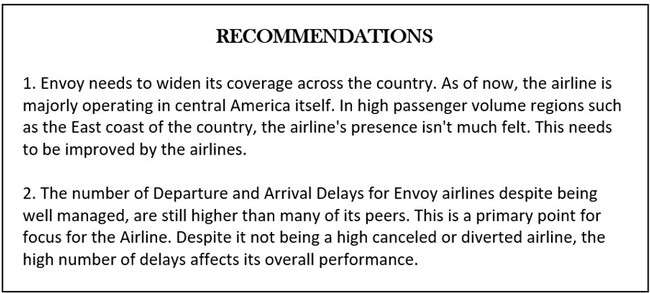 RECOMMENDATIONS
1. Envoy needs to widen its coverage across the country. As of now, the airline is
majorly operating in central America itself. In high passenger volume regions such
as the East coast of the country, the airline's presence isn't much felt. This needs
to be improved by the airlines.
2. The number of Departure and Arrival Delays for Envoy airlines despite being
well managed, are still higher than many of its peers. This is a primary point for
focus for the Airline. Despite it not being a high canceled or diverted airline, the
high number of delays affects its overall performance.